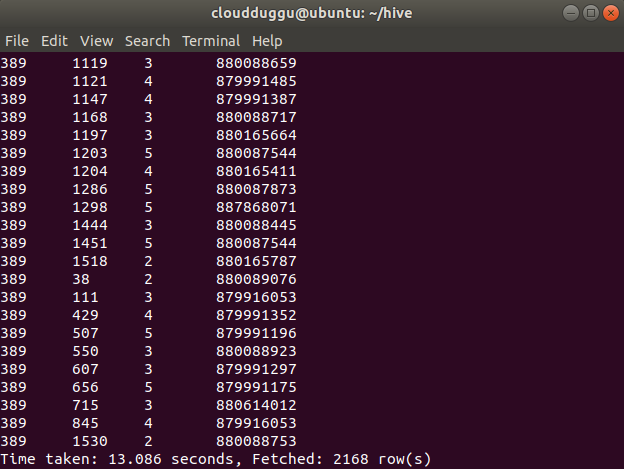 cloudduggu@ubuntu: ~/hive
File Edit View Search Terminal Help
389 1119 3 880088659
389 1121 4 879991485
389 1147 4 879991387
389 1168 3 880088717
389 1197 3 880165664
389 1203 5 880087544
389 1204 4 880165411
389 1286 5 880087873
389 1298 5 887868071
389 1444 3 880088445
389 1451 5 880087544
389 1518 2 880165787
389 38 2 880089076
389 111 3 879916053
389 429 4 879991352
389 507 5 879991196
389 550 3 880088923
389 607 3 879991297
389 656 5 879991175
389 715 3 880614012
389 845 4 879916053
389 1530 2 880088753
Time taken: 13.086 seconds, Fetched: 2168 row(s)